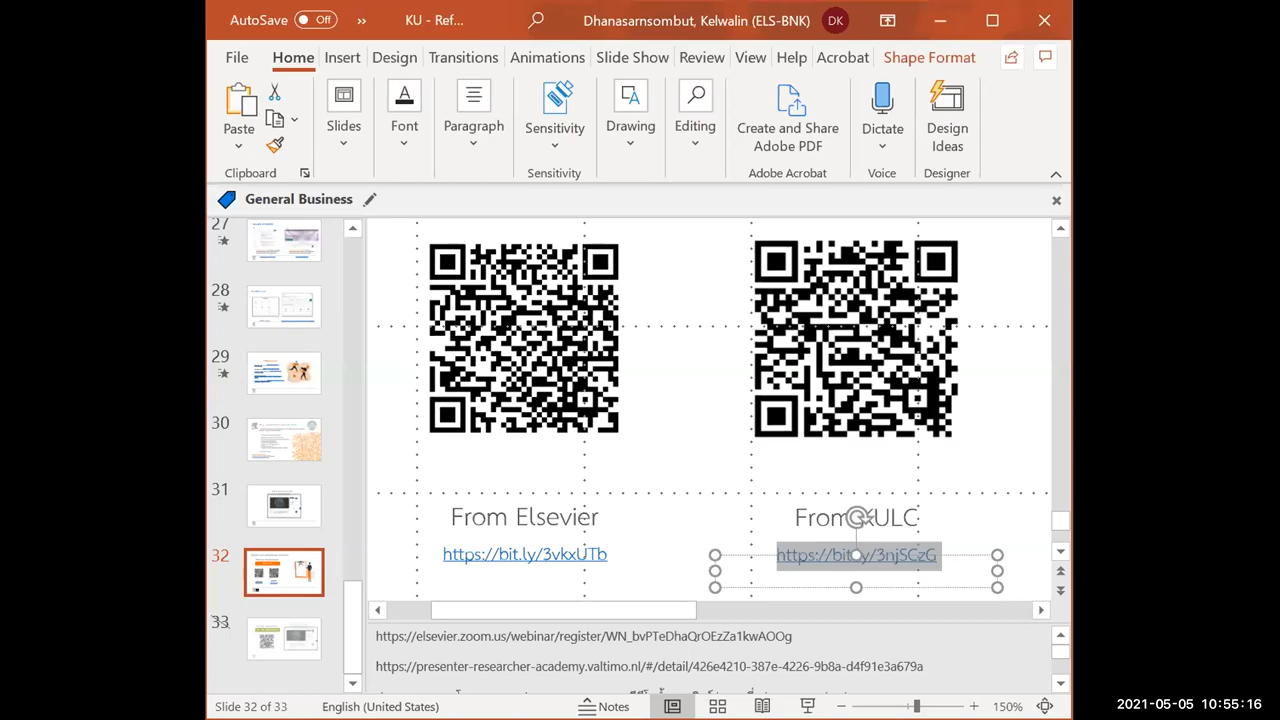 AutoSave Off KU - Ref... Dhanasarnsombut, Kelwalin (ELS-BNK) DK
File Home Insert Design Transitions Animations Slide Show Review View Help Acrobat Shape Format
Paste Slides Font Paragraph Sensitivity Drawing Editing Create and Share Adobe PDF Dictate Design Ideas
Clipboard Sensitivity Adobe Acrobat Voice Designer
General Business
27
28
29
30
31
32
33
From Elsevier
https://bit.ly/3vkxUTb
https://elsevier.zoom.us/webinar/register/WN_bvPTeDhaQrOEzZa1kwAOOg
https://presenter-researcher-academy.valtimo.nl/#/detail/426e4210-387e-4226-9b8a-d4f91e3a679a
Slide 32 of 33 English (United States) Notes 150%
2021-05-05 10:55:16